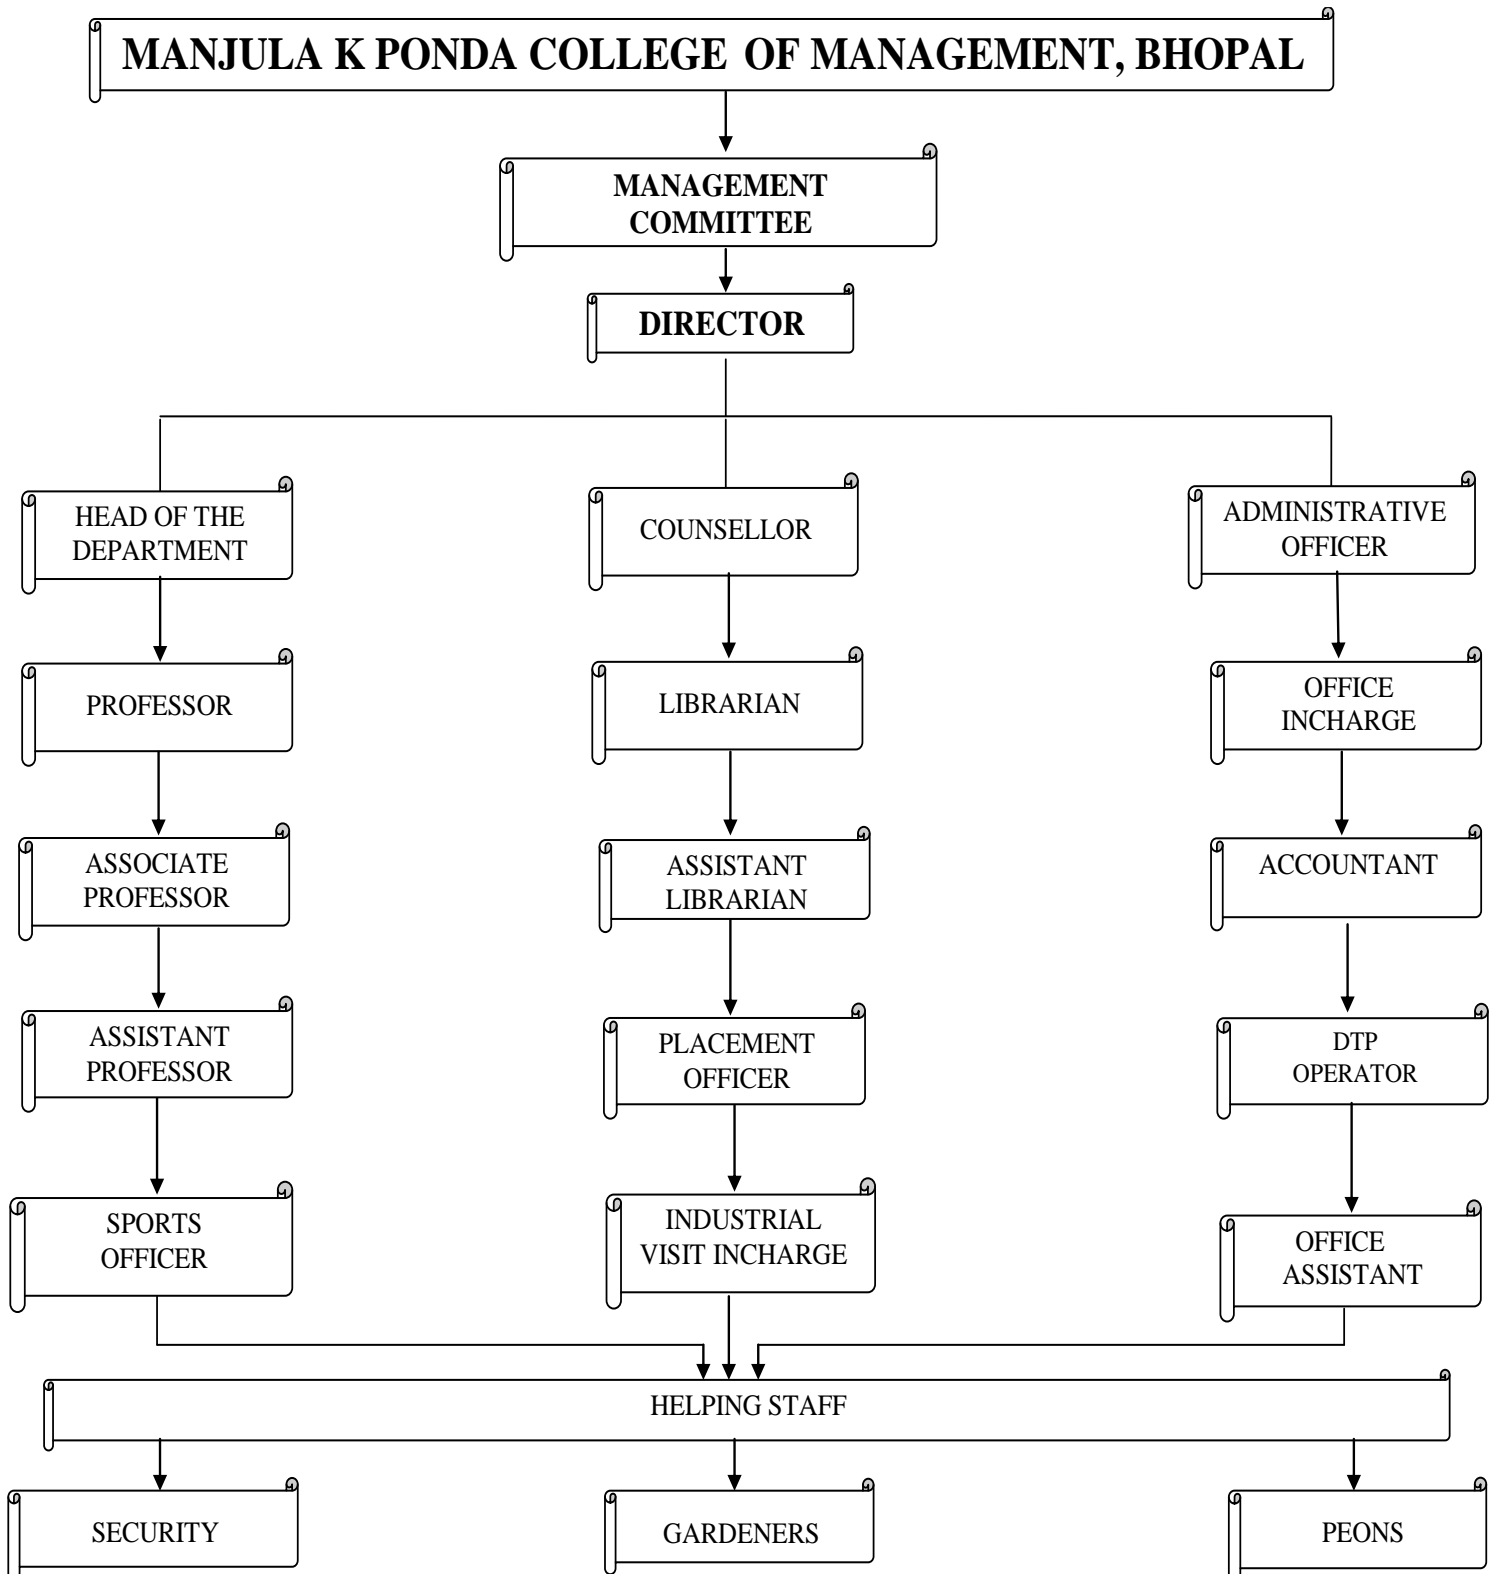 MANJULA K PONDA COLLEGE OF MANAGEMENT, BHOPAL
MANAGEMENT
COMMITTEE
DIRECTOR
HEAD OF THE
DEPARTMENT
COUNSELLOR
ADMINISTRATIVE
OFFICER
PROFESSOR
LIBRARIAN
OFFICE
INCHARGE
ASSOCIATE
PROFESSOR
ASSISTANT
LIBRARIAN
ACCOUNTANT
ASSISTANT
PROFESSOR
PLACEMENT
OFFICER
DTP
OPERATOR
SPORTS
OFFICER
INDUSTRIAL
VISIT INCHARGE
OFFICE
ASSISTANT
HELPING STAFF
SECURITY
GARDENERS
PEONS